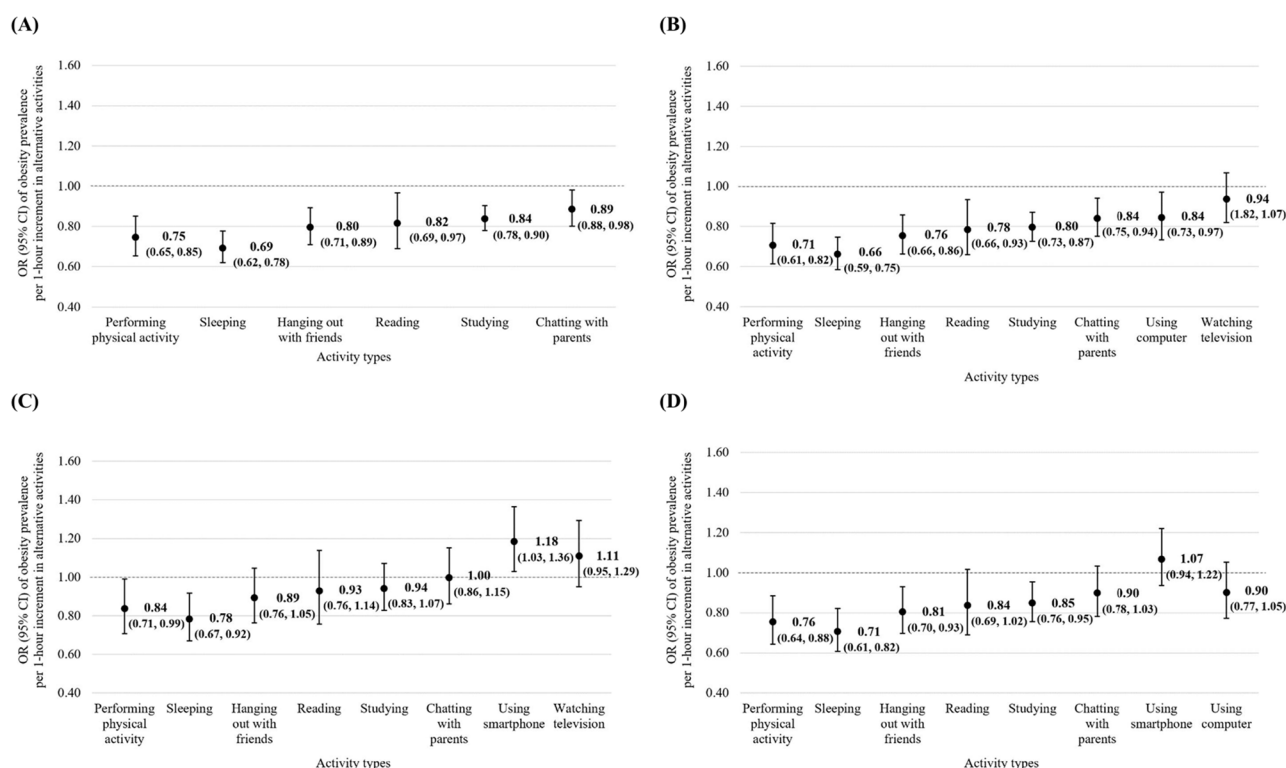 (A)
OR (95% CI) of obesity prevalence
per 1-hour increment in alternative activities
1.60
1.40
1.20
1.00
0.80
0.60
0.40
0.75
(0.65, 0.85)
0.69
(0.62, 0.78)
0.80
(0.71, 0.89)
0.82
(0.69, 0.97)
0.84
(0.78, 0.90)
0.89
(0.88, 0.98)
Performing
physical activity
Sleeping
Hanging out
with friends
Reading
Studying
Chatting with
parents
Activity types
(B)
OR (95% CI) of obesity prevalence
per 1-hour increment in alternative activities
1.60
1.40
1.20
1.00
0.80
0.60
0.40
0.71
(0.61, 0.82)
0.66
(0.59, 0.75)
0.76
(0.66, 0.86)
0.78
(0.66, 0.93)
0.80
(0.73, 0.87)
0.84
(0.75, 0.94)
0.84
(0.73, 0.97)
0.94
(1.82, 1.07)
Performing
physical
activity
Sleeping
Hanging
out with
friends
Reading
Studying
Chatting
with
parents
Using
computer
Watching
television
Activity types
(C)
OR (95% CI) of obesity prevalence
per 1-hour increment in alternative activities
1.60
1.40
1.20
1.00
0.80
0.60
0.40
0.84
(0.71, 0.99)
0.78
(0.67, 0.92)
0.89
(0.76, 1.05)
0.93
(0.76, 1.14)
0.94
(0.83, 1.07)
1.00
(0.86, 1.15)
1.18
(1.03, 1.36)
1.11
(0.95, 1.29)
Performing
physical
activity
Sleeping
Hanging
out with
friends
Reading
Studying
Chatting
with
parents
Using
smartphone
Watching
television
Activity types
(D)
OR (95% CI) of obesity prevalence
per 1-hour increment in alternative activities
1.60
1.40
1.20
1.00
0.80
0.60
0.40
0.76
(0.64, 0.88)
0.71
(0.61, 0.82)
0.81
(0.70, 0.93)
0.84
(0.69, 1.02)
0.85
(0.76, 0.95)
0.90
(0.78, 1.03)
1.07
(0.94, 1.22)
0.90
(0.77, 1.05)
Performing
physical
activity
Sleeping
Hanging
out with
friends
Reading
Studying
Chatting
with
parents
Using
smartphone
Using
computer
Activity types